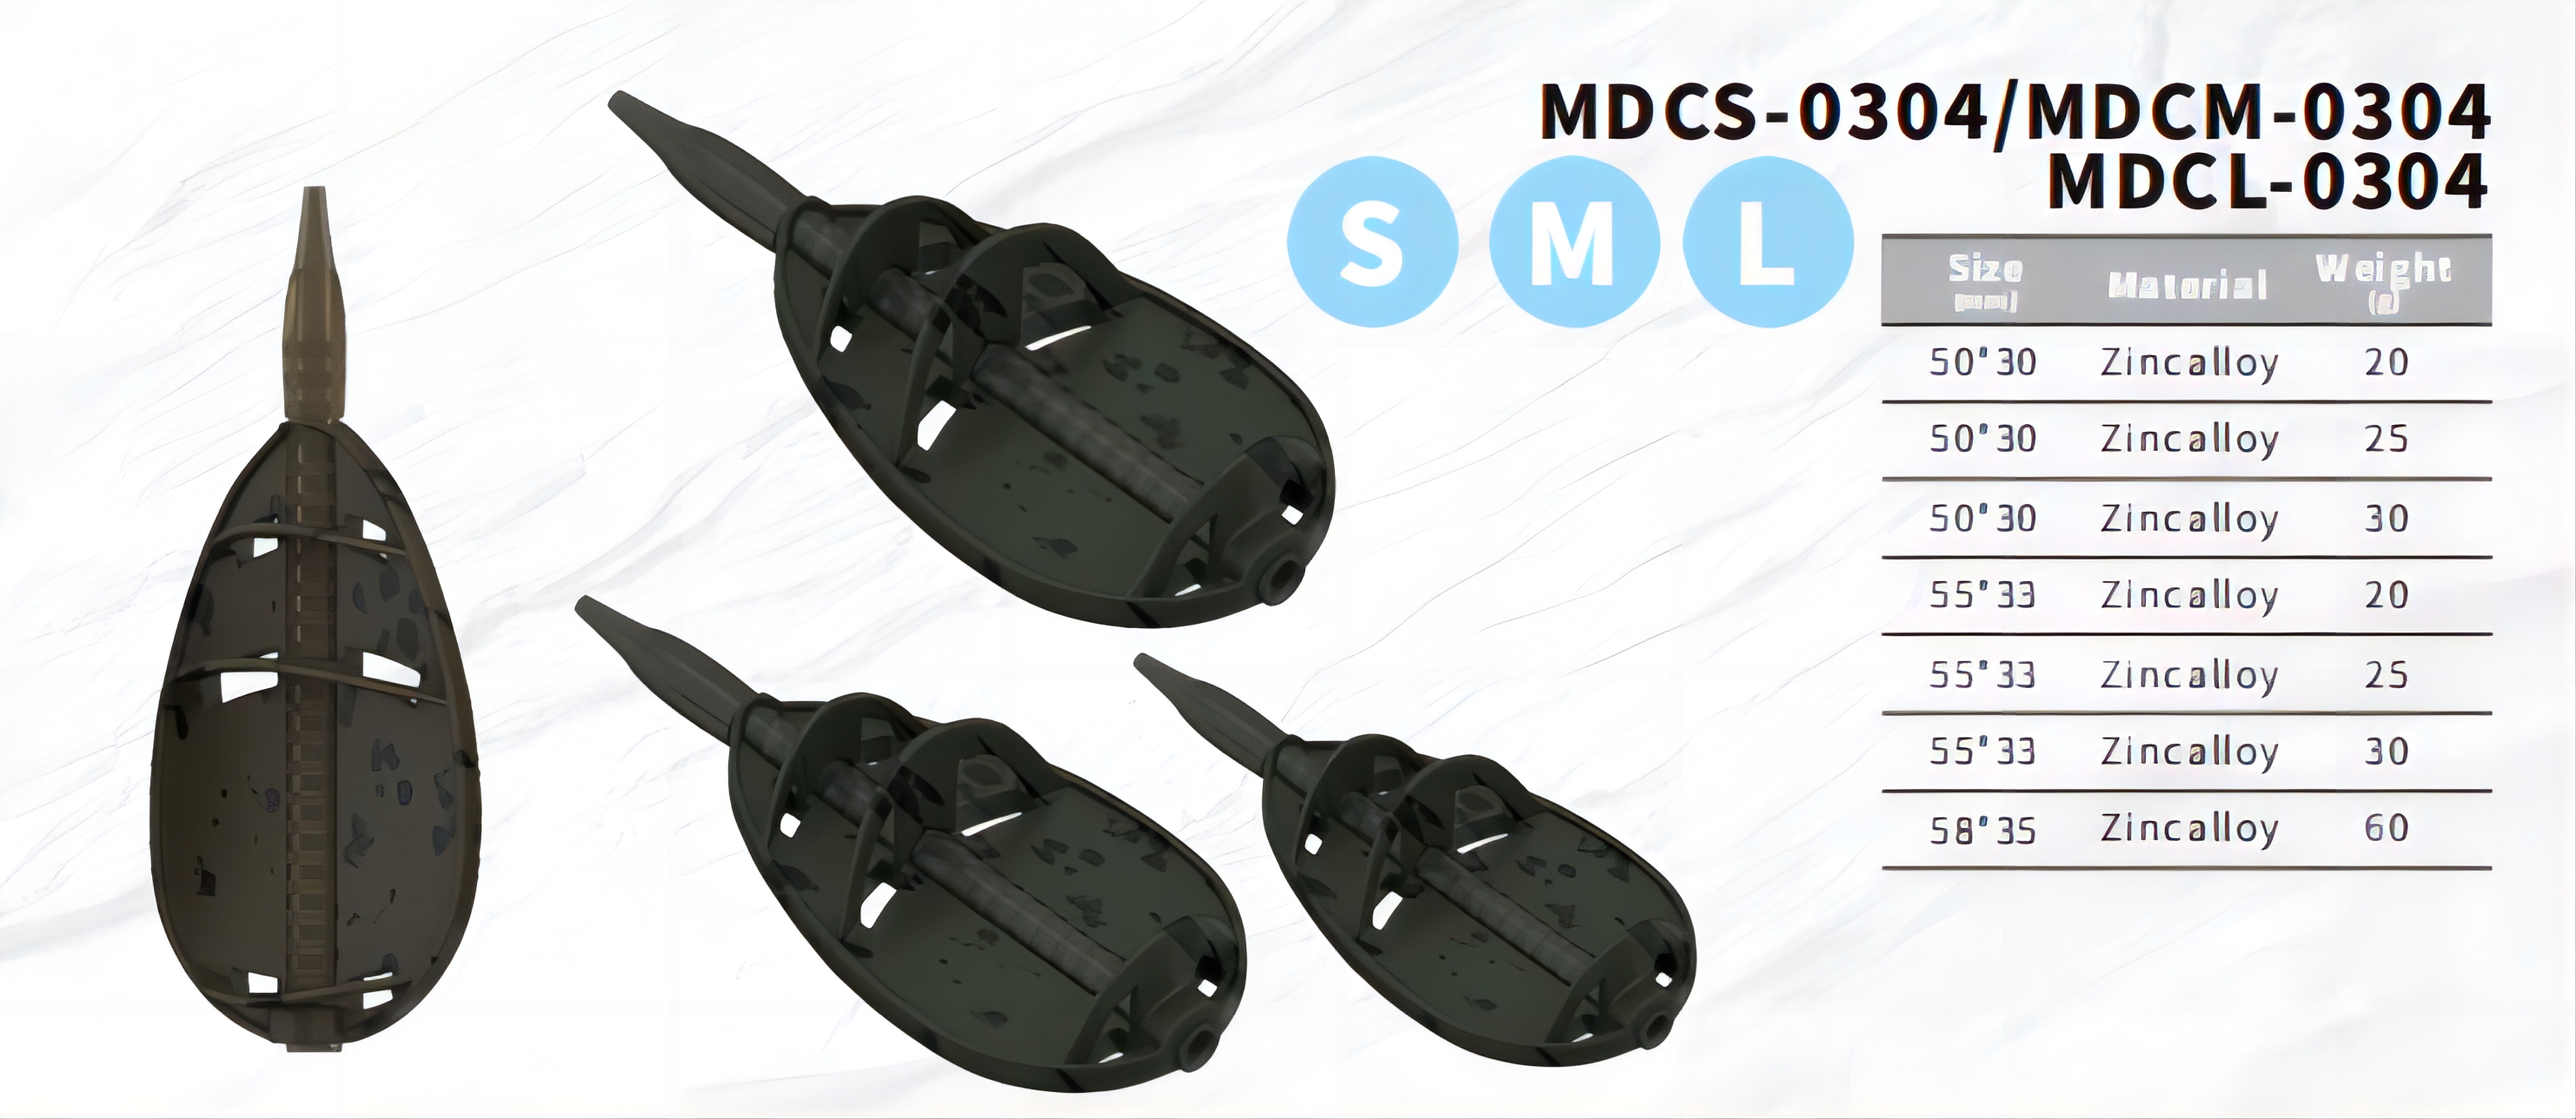 MDCS-0304/MDCM-0304
MDCL-0304
S M L
Size Material Weight
(g)
50*30 Zincalloy 20
50*30 Zincalloy 25
50*30 Zincalloy 30
55*33 Zincalloy 20
55*33 Zincalloy 25
55*33 Zincalloy 30
58*35 Zincalloy 60